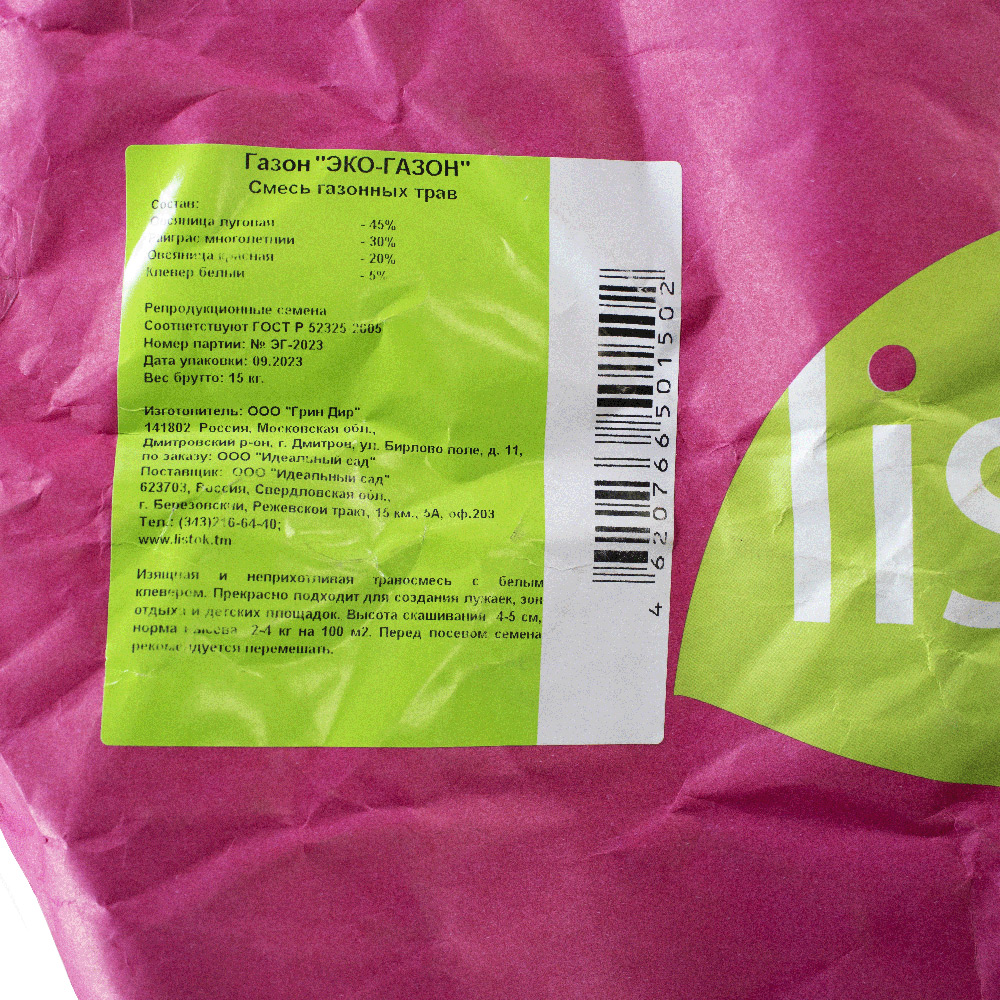 Газон "ЭКО-ГАЗОН"
Смесь газонных трав
Состав:
Овсяница луговая - 45%
Райграс многолетний - 30%
Овсяница красная - 20%
Клевер белый - 5%
Репродукционные семена
Соответствуют ГОСТ Р 52325-2005
Номер партии: № ЭГ-2023
Дата упаковки: 09.2023
Вес брутто: 15 кг.
Изготовитель: ООО "Грин Дир"
141802, Россия, Московская обл.,
Дмитровский р-он, г. Дмитров, ул. Бирлово поле, д. 11,
по заказу: ООО "Идеальный сад"
Поставщик: ООО "Идеальный сад"
623703, Россия, Свердловская обл.,
г. Березовский, Режевской тракт, 15 км., 5А, оф.203
Тел.: (343)216-64-40;
www.listok.tm
Изящная и неприхотливая травосмесь с белым
клевером. Прекрасно подходит для создания лужаек, зон
отдыха и детских площадок. Высота скашивания 4-5 см,
норма высева 2-4 кг на 100 м2. Перед посевом семена
рекомендуется перемешать.
4 620766 501502
lis